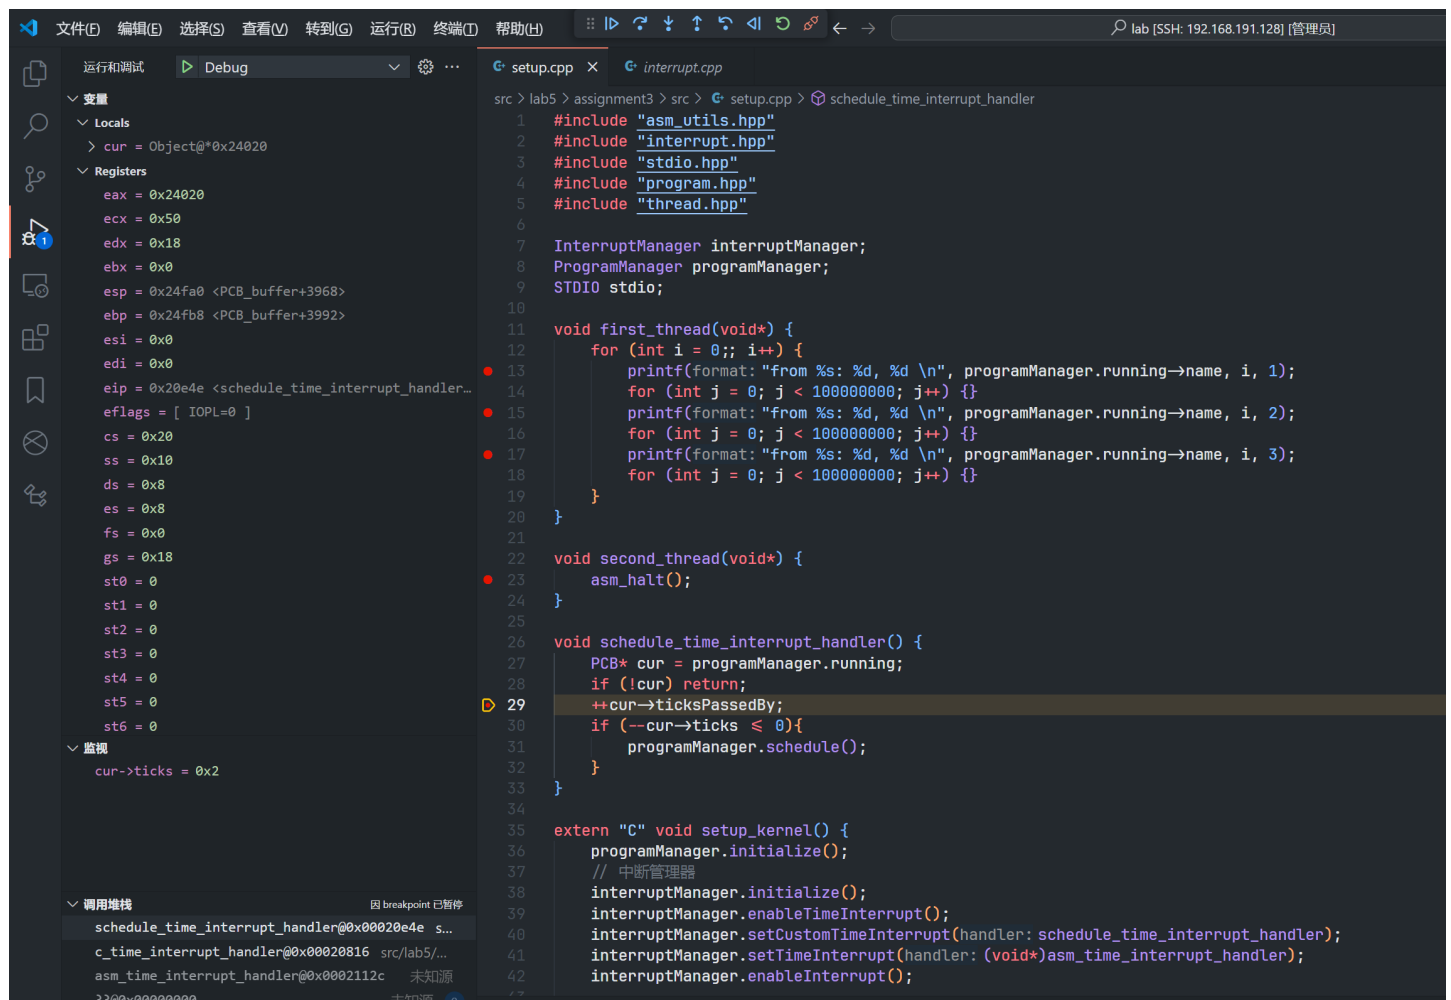 文件(F) 编辑(E) 选择(S) 查看(V) 转到(G) 运行(R) 终端(T) 帮助(H)
lab [SSH: 192.168.191.128] [管理员]
运行和调试 Debug
setup.cpp
interrupt.cpp
src > lab5 > assignment3 > src > setup.cpp > schedule_time_interrupt_handler
变量
Locals
cur = Object@*0x24020
Registers
eax = 0x24020
ecx = 0x50
edx = 0x18
ebx = 0x0
esp = 0x24fa0 <PCB_buffer+3968>
ebp = 0x24fb8 <PCB_buffer+3992>
esi = 0x0
edi = 0x0
eip = 0x20e4e <schedule_time_interrupt_handler…
eflags = [ IOPL=0 ]
cs = 0x20
ss = 0x10
ds = 0x8
es = 0x8
fs = 0x0
gs = 0x18
st0 = 0
st1 = 0
st2 = 0
st3 = 0
st4 = 0
st5 = 0
st6 = 0
监视
cur->ticks = 0x2
调用堆栈 因 breakpoint 已暂停
schedule_time_interrupt_handler@0x00020e4e s…
c_time_interrupt_handler@0x00020816 src/lab5/…
asm_time_interrupt_handler@0x0002112c 未知源
??@0x00000000 未知源
1 #include "asm_utils.hpp"
2 #include "interrupt.hpp"
3 #include "stdio.hpp"
4 #include "program.hpp"
5 #include "thread.hpp"
6
7 InterruptManager interruptManager;
8 ProgramManager programManager;
9 STDIO stdio;
10
11 void first_thread(void*) {
12 for (int i = 0;; i++) {
13 printf(format: "from %s: %d, %d \n", programManager.running->name, i, 1);
14 for (int j = 0; j < 100000000; j++) {}
15 printf(format: "from %s: %d, %d \n", programManager.running->name, i, 2);
16 for (int j = 0; j < 100000000; j++) {}
17 printf(format: "from %s: %d, %d \n", programManager.running->name, i, 3);
18 for (int j = 0; j < 100000000; j++) {}
19 }
20 }
21
22 void second_thread(void*) {
23 asm_halt();
24 }
25
26 void schedule_time_interrupt_handler() {
27 PCB* cur = programManager.running;
28 if (!cur) return;
29 ++cur->ticksPassedBy;
30 if (--cur->ticks <= 0){
31 programManager.schedule();
32 }
33 }
34
35 extern "C" void setup_kernel() {
36 programManager.initialize();
37 // 中断管理器
38 interruptManager.initialize();
39 interruptManager.enableTimeInterrupt();
40 interruptManager.setCustomTimeInterrupt(handler: schedule_time_interrupt_handler);
41 interruptManager.setTimeInterrupt(handler: (void*)asm_time_interrupt_handler);
42 interruptManager.enableInterrupt();